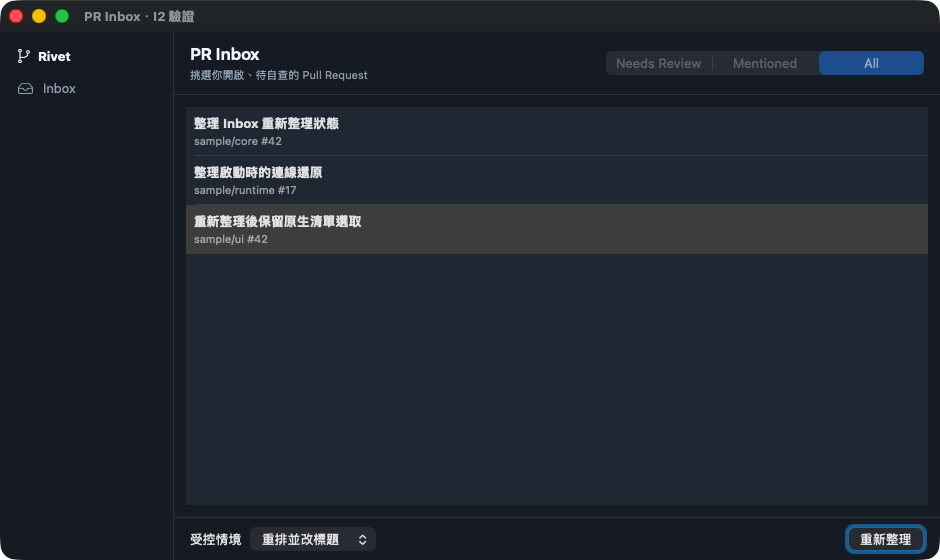 PR Inbox · I2 驗證
Rivet
Inbox
PR Inbox
挑選你開啟、待自查的 Pull Request
Needs Review
Mentioned
All
整理 Inbox 重新整理狀態
sample/core #42
整理啟動時的連線還原
sample/runtime #17
重新整理後保留原生清單選取
sample/ui #42
受控情境
重排並改標題
重新整理